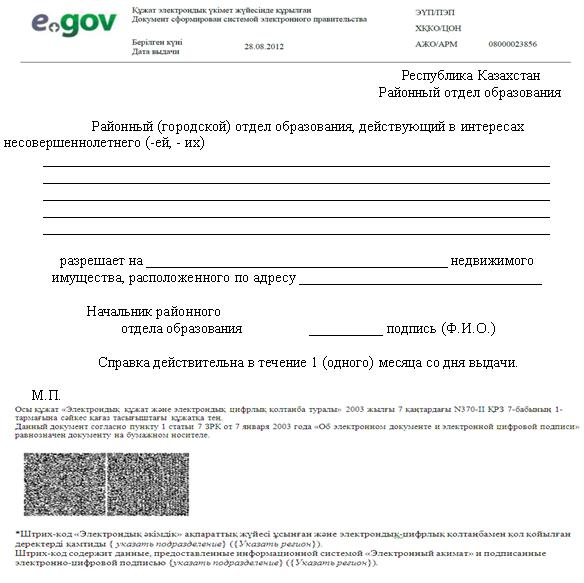 e.gov
Құжат электрондық үкімет жүйесінде құрылған
Документ сформирован системой электронного правительства
Берілген күні
Дата выдачи
28.08.2012
ЭҮП/ПЭП
ХҚКО/ЦОН
АЖО/АРМ 08000023856
Республика Казахстан
Районный отдел образования
Районный (городской) отдел образования, действующий в интересах
несовершеннолетнего (-ей, - их)
разрешает на ____________________ недвижимого
имущества, расположенного по адресу ____________________
Начальник районного
отдела образования __________ подпись (Ф.И.О.)
Справка действительна в течение 1 (одного) месяца со дня выдачи.
М.П.
Осы құжат «Электрондық құжат және электрондық цифрлық қолтаңба туралы» 2003 жылғы 7 қаңтардағы N370-II ҚРЗ 7-бабының 1-
тармағына сәйкес қағаз тасығыштағы құжатқа тең.
Данный документ согласно пункту 1 статьи 7 ЗРК от 7 января 2003 года «Об электронном документе и электронной цифровой подписи»
равнозначен документу на бумажном носителе.
*Штрих-код «Электрондық әкімдік» ақпараттық жүйесі ұсынған және электрондық-цифрлық қолтаңбамен қол қойылған
деректерді қамтиды { указать подразделение} ({Указать регион}).
Штрих-код содержит данные, предоставленные информационной системой «Электронный акимат» и подписанные
электронно-цифровой подписью {указать подразделение} ({Указать регион}).